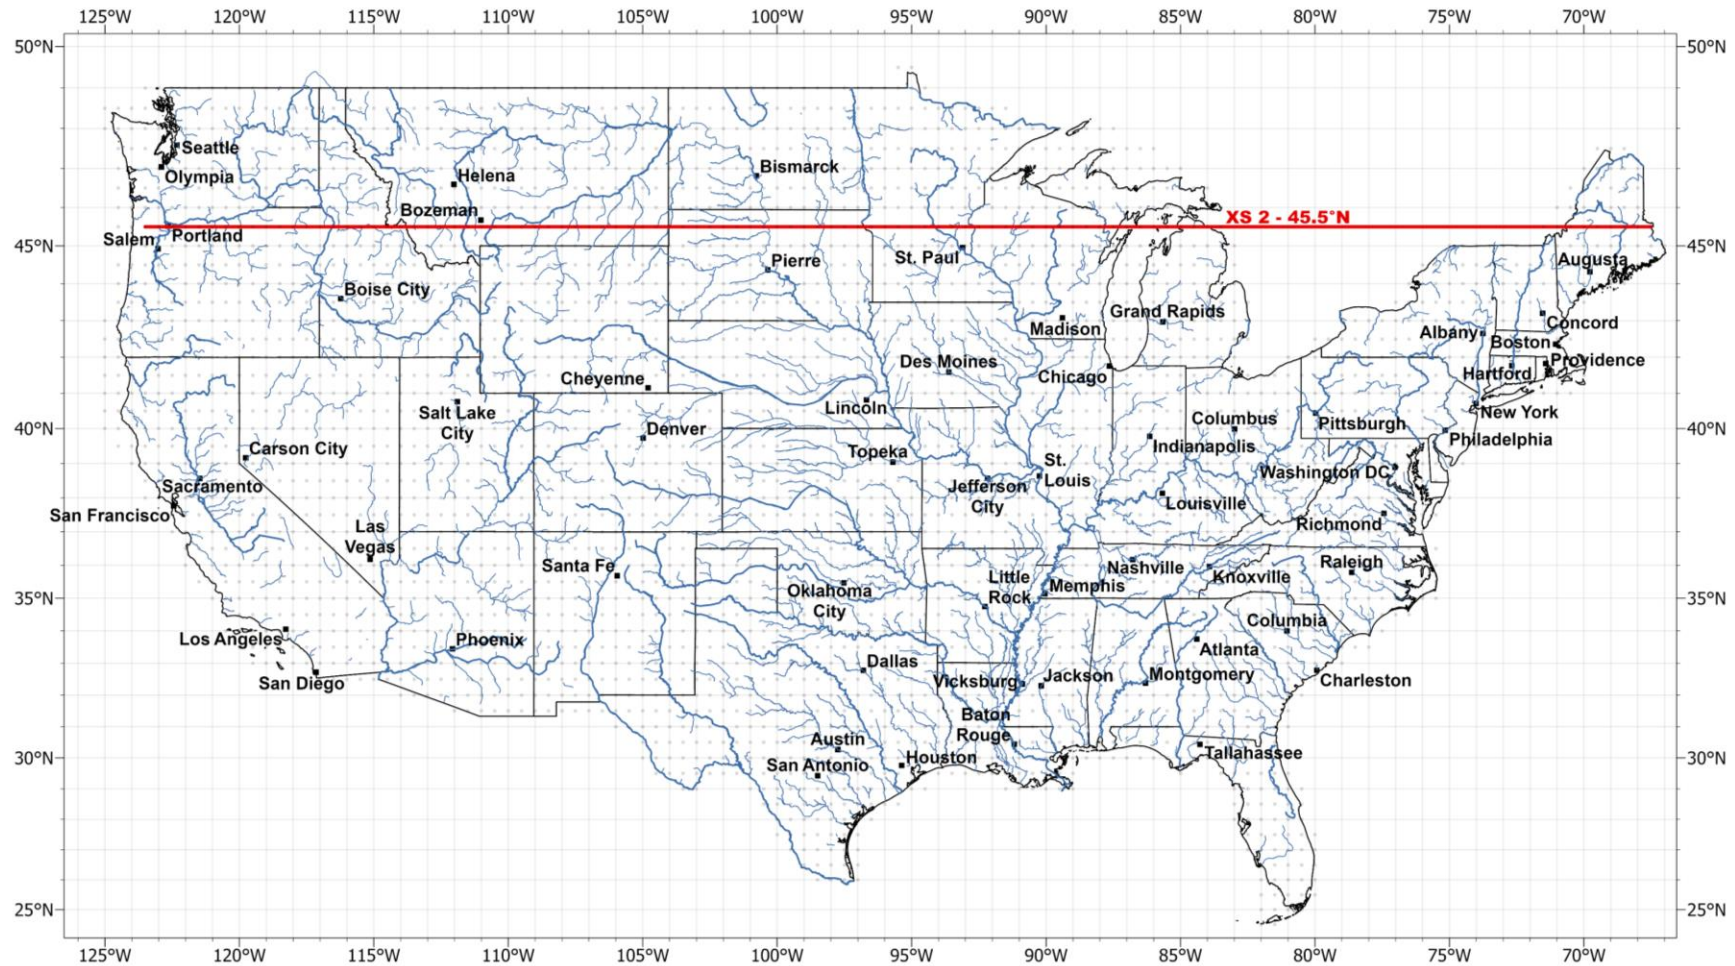 125°W 120°W 115°W 110°W 105°W 100°W 95°W 90°W 85°W 80°W 75°W 70°W
50°N 50°N
Seattle
Olympia
Helena
Bismarck
Bozeman
XS 2 - 45.5°N
Salem Portland
45°N 45°N
St. Paul
Pierre
Augusta
Boise City
Grand Rapids
Madison
Concord
Albany
Boston
Des Moines
Providence
Cheyenne
Chicago
Hartford
Lincoln
New York
Salt Lake
City
Columbus
Pittsburgh
40°N 40°N
Denver
Philadelphia
Carson City
Indianapolis
Topeka
St.
Louis
Washington DC
Sacramento
Jefferson
City
Louisville
San Francisco
Richmond
Las
Vegas
Santa Fe
Nashville
Raleigh
Knoxville
Little
Rock
Memphis
Oklahoma
City
35°N 35°N
Columbia
Los Angeles
Phoenix
Atlanta
Dallas
San Diego
Vicksburg
Jackson
Montgomery
Charleston
Baton
Rouge
Austin
Tallahassee
30°N 30°N
San Antonio
Houston
25°N 25°N
125°W 120°W 115°W 110°W 105°W 100°W 95°W 90°W 85°W 80°W 75°W 70°W